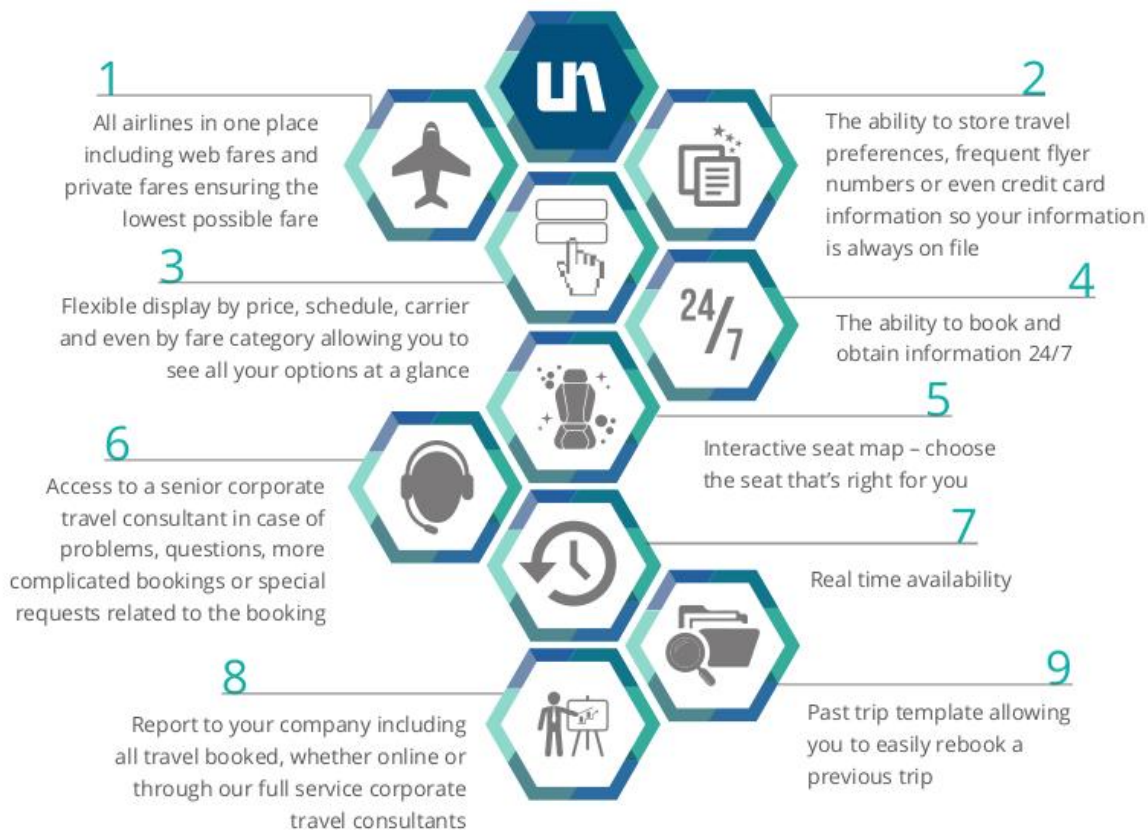 un
1
All airlines in one place
including web fares and
private fares ensuring the
lowest possible fare
2
The ability to store travel
preferences, frequent flyer
numbers or even credit card
information so your information
is always on file
3
Flexible display by price, schedule, carrier
and even by fare category allowing you to
see all your options at a glance
24/7
4
The ability to book and
obtain information 24/7
5
Interactive seat map – choose
the seat that's right for you
6
Access to a senior corporate
travel consultant in case of
problems, questions, more
complicated bookings or special
requests related to the booking
7
Real time availability
8
Report to your company including
all travel booked, whether online or
through our full service corporate
travel consultants
9
Past trip template allowing
you to easily rebook a
previous trip